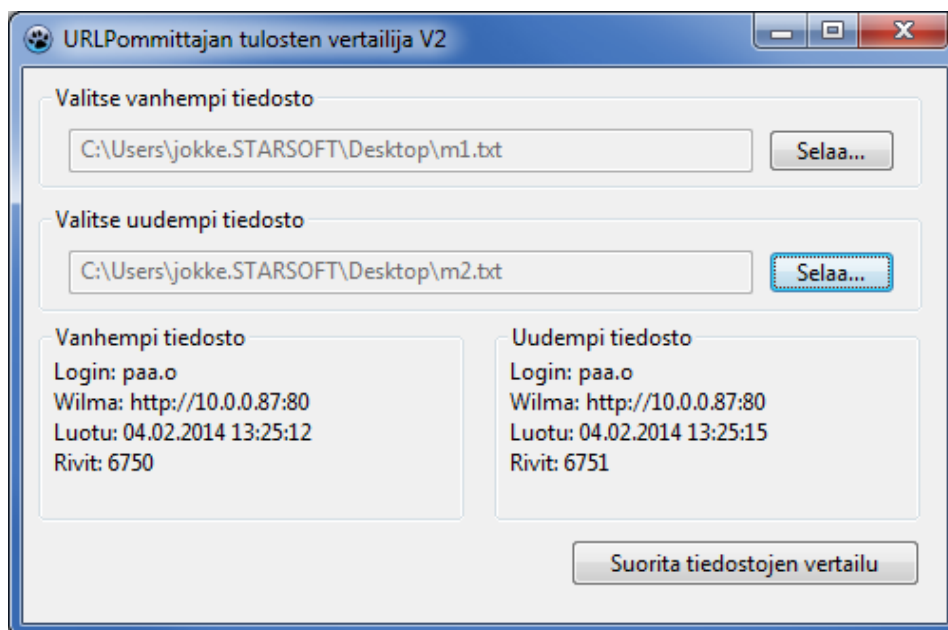 URLPommittajan tulosten vertailija V2
Valitse vanhempi tiedosto
C:\Users\jokke.STARSOFT\Desktop\m1.txt
Selaa...
Valitse uudempi tiedosto
C:\Users\jokke.STARSOFT\Desktop\m2.txt
Selaa...
Vanhempi tiedosto
Login: paa.o
Wilma: http://10.0.0.87:80
Luotu: 04.02.2014 13:25:12
Rivit: 6750
Uudempi tiedosto
Login: paa.o
Wilma: http://10.0.0.87:80
Luotu: 04.02.2014 13:25:15
Rivit: 6751
Suorita tiedostojen vertailu